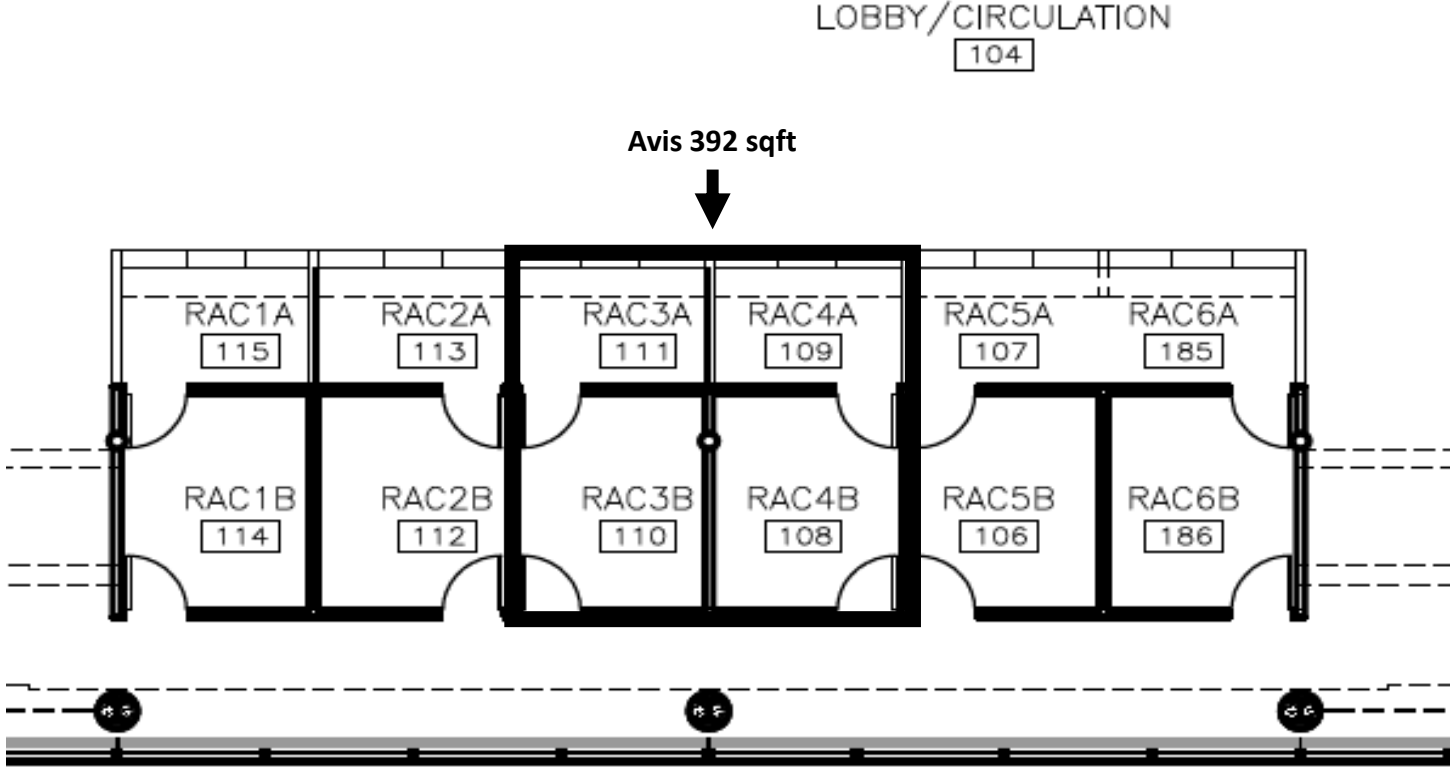 LOBBY/CIRCULATION
104
Avis 392 sqft
RAC1A RAC2A RAC3A RAC4A RAC5A RAC6A
115 113 111 109 107 185
RAC1B RAC2B RAC3B RAC4B RAC5B RAC6B
114 112 110 108 106 186